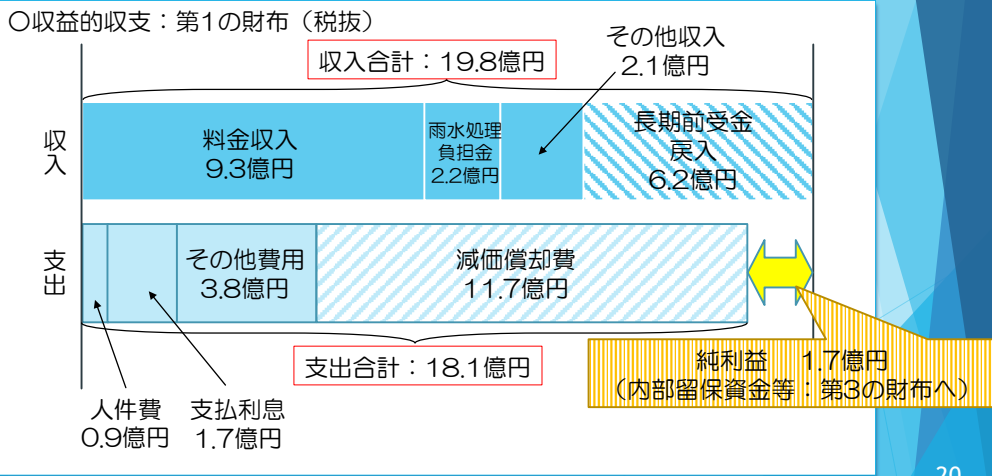 〇収益的収支：第1の財布（税抜）
収入合計：19.8億円
その他収入
2.1億円
収入
料金収入
9.3億円
雨水処理
負担金
2.2億円
長期前受金
戻入
6.2億円
支出
その他費用
3.8億円
減価償却費
11.7億円
支出合計：18.1億円
純利益　1.7億円
（内部留保資金等：第3の財布へ）
人件費
0.9億円
支払利息
1.7億円
20